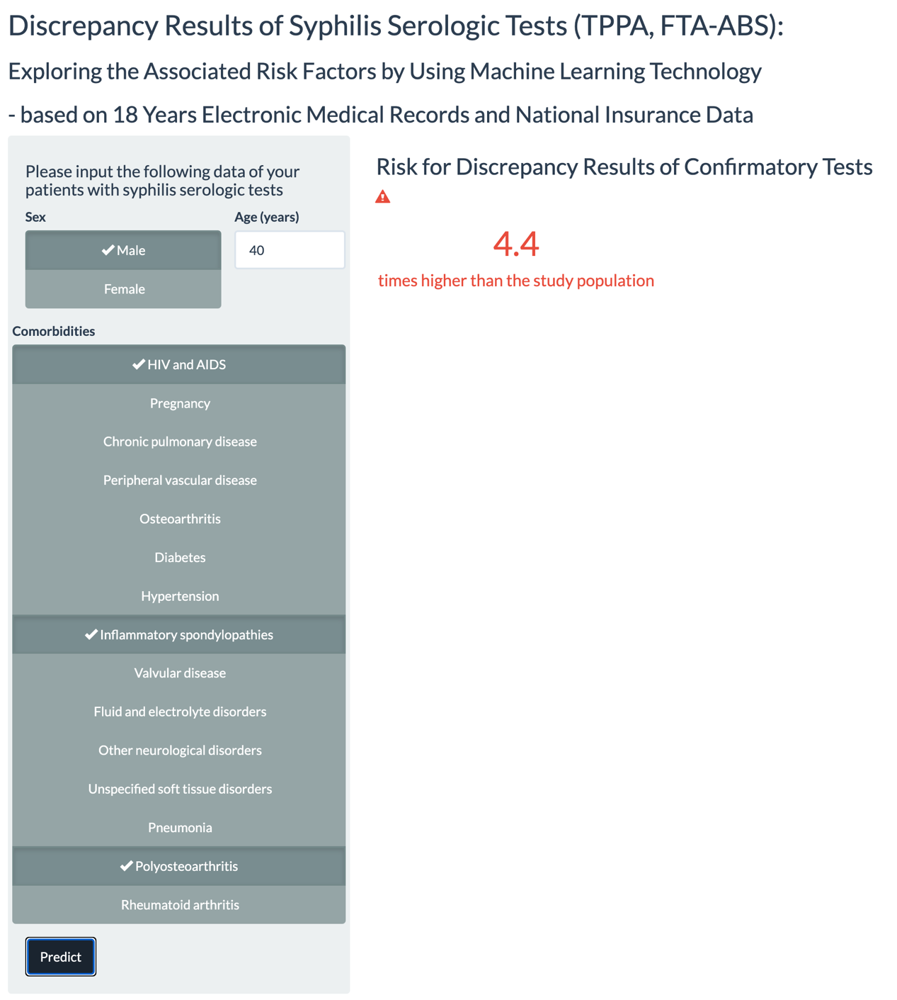 Discrepancy Results of Syphilis Serologic Tests (TPPA, FTA-ABS):
Exploring the Associated Risk Factors by Using Machine Learning Technology
- based on 18 Years Electronic Medical Records and National Insurance Data
Please input the following data of your
patients with syphilis serologic tests
Sex
Age (years)
Male
40
Female
Comorbidities
HIV and AIDS
Pregnancy
Chronic pulmonary disease
Peripheral vascular disease
Osteoarthritis
Diabetes
Hypertension
Inflammatory spondylopathies
Valvular disease
Fluid and electrolyte disorders
Other neurological disorders
Unspecified soft tissue disorders
Pneumonia
Polyosteoarthritis
Rheumatoid arthritis
Predict
Risk for Discrepancy Results of Confirmatory Tests
4.4
times higher than the study population